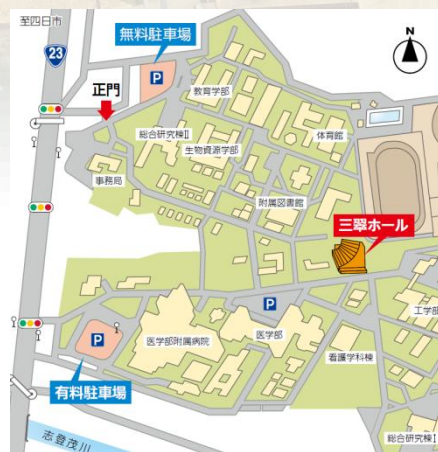 至四日市
23
無料駐車場
P
N
正門
教育学部
総合研究棟Ⅱ
体育館
生物資源学部
事務局
附属図書館
三翠ホール
P
工学部
P
医学部附属病院
医学部
看護学科棟
有料駐車場
志登茂川
総合研究棟Ⅰ